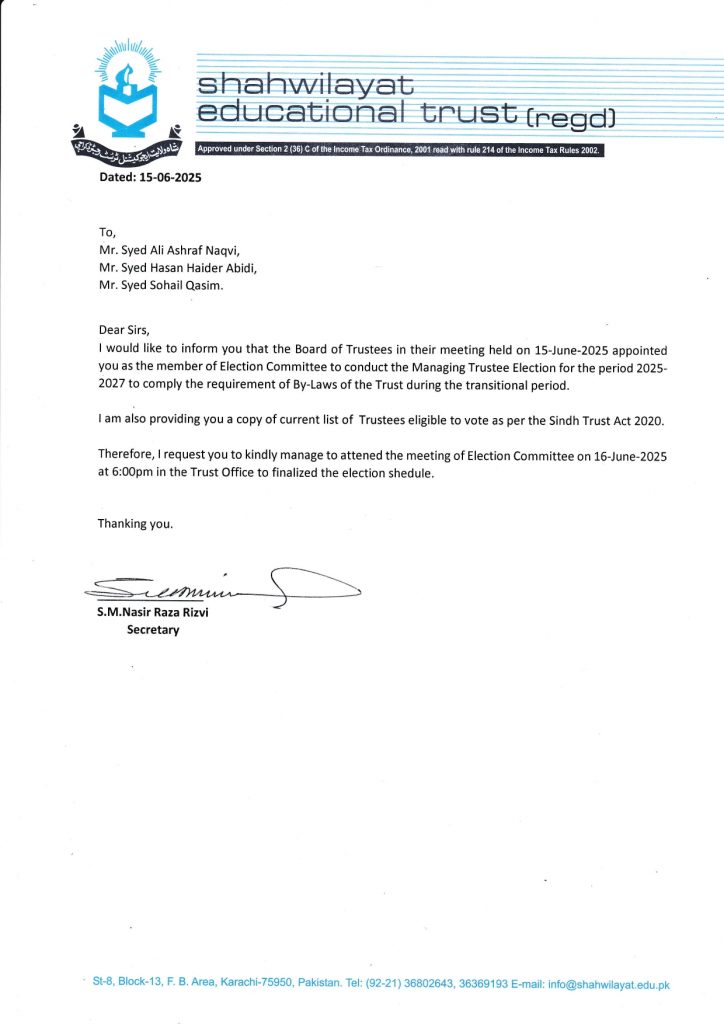 shahwilayat
educational trust (regd)
شاہ ولایت ایجوکیشنل ٹرسٹ رجسٹرڈ کراچی
Approved under Section 2 (36) C of the Income Tax Ordinance, 2001 read with rule 214 of the Income Tax Rules 2002.
Dated: 15-06-2025
To,
Mr. Syed Ali Ashraf Naqvi,
Mr. Syed Hasan Haider Abidi,
Mr. Syed Sohail Qasim.
Dear Sirs,
I would like to inform you that the Board of Trustees in their meeting held on 15-June-2025 appointed
you as the member of Election Committee to conduct the Managing Trustee Election for the period 2025-
2027 to comply the requirement of By-Laws of the Trust during the transitional period.
I am also providing you a copy of current list of Trustees eligible to vote as per the Sindh Trust Act 2020.
Therefore, I request you to kindly manage to attened the meeting of Election Committee on 16-June-2025
at 6:00pm in the Trust Office to finalized the election shedule.
Thanking you.
S.M.Nasir Raza Rizvi
Secretary
St-8, Block-13, F. B. Area, Karachi-75950, Pakistan. Tel: (92-21) 36802643, 36369193 E-mail: info@shahwilayat.edu.pk